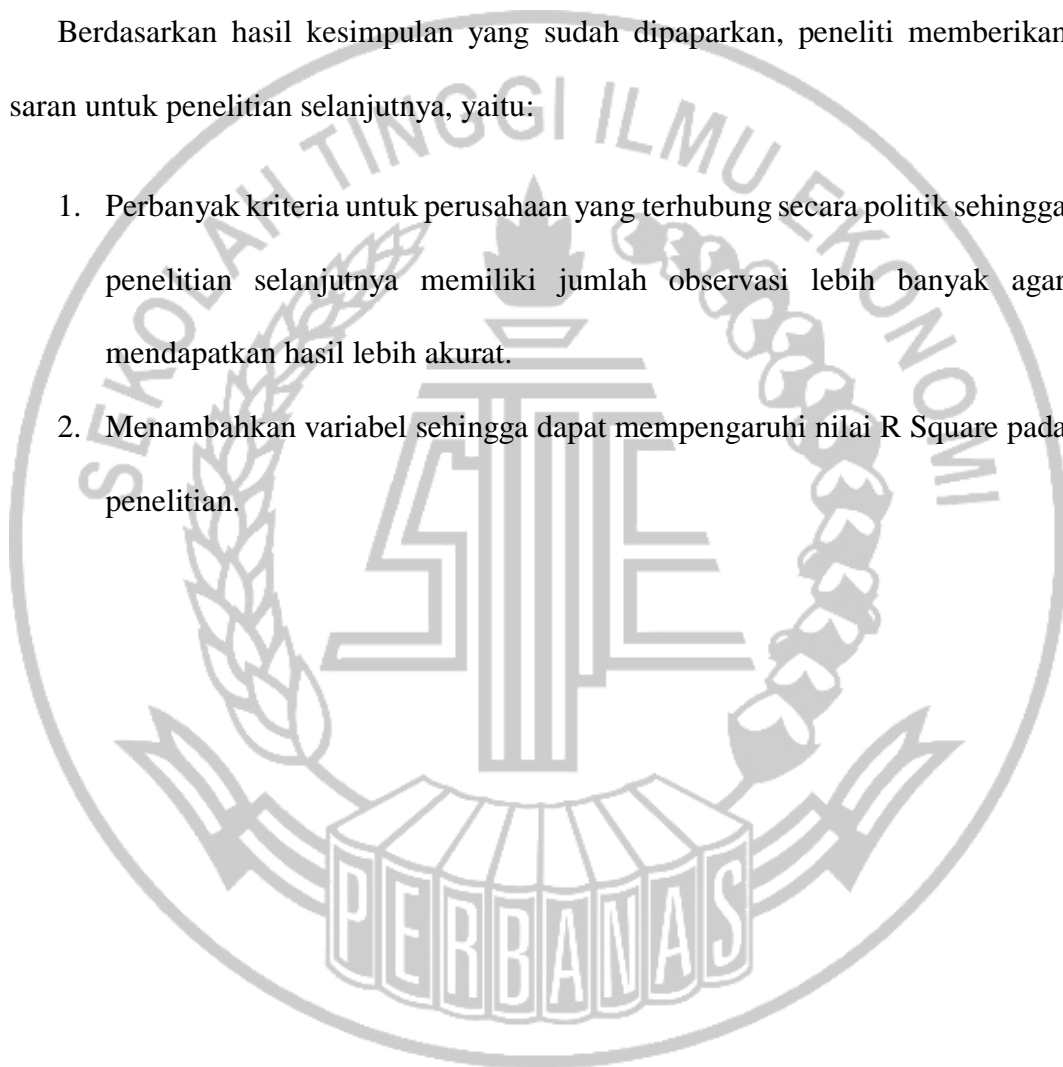 Berdasarkan hasil kesimpulan yang sudah dipaparkan, peneliti memberikan
saran untuk penelitian selanjutnya, yaitu:
SEKOLAH TINGGI ILMU EKONOMI
1. Perbanyak kriteria untuk perusahaan yang terhubung secara politik sehingga
penelitian selanjutnya memiliki jumlah observasi lebih banyak agar
mendapatkan hasil lebih akurat.
2. Menambahkan variabel sehingga dapat mempengaruhi nilai R Square pada
penelitian.
STIE
PERBANAS